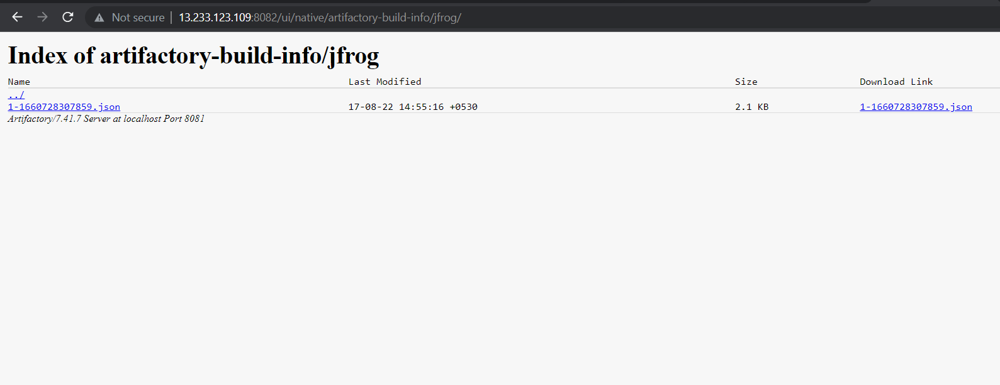 Not secure | 13.233.123.109:8082/ui/native/artifactory-build-info/jfrog/
Index of artifactory-build-info/jfrog
Name Last Modified Size Download Link
../
1-1660728307859.json 17-08-22 14:55:16 +0530 2.1 KB 1-1660728307859.json
Artifactory/7.41.7 Server at localhost Port 8081